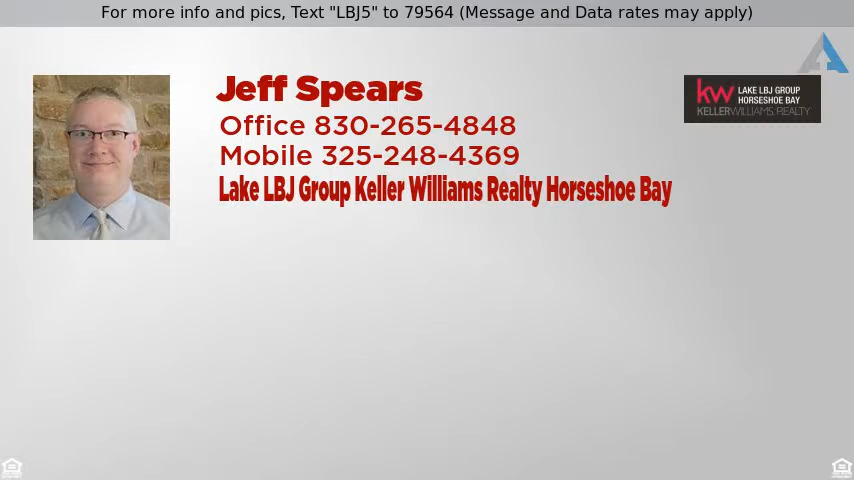 For more info and pics, Text "LBJ5" to 79564 (Message and Data rates may apply)
Jeff Spears
Office 830-265-4848
Mobile 325-248-4369
Lake LBJ Group Keller Williams Realty Horseshoe Bay
kw LAKE LBJ GROUP
HORSESHOE BAY
KELLERWILLIAMS. REALTY